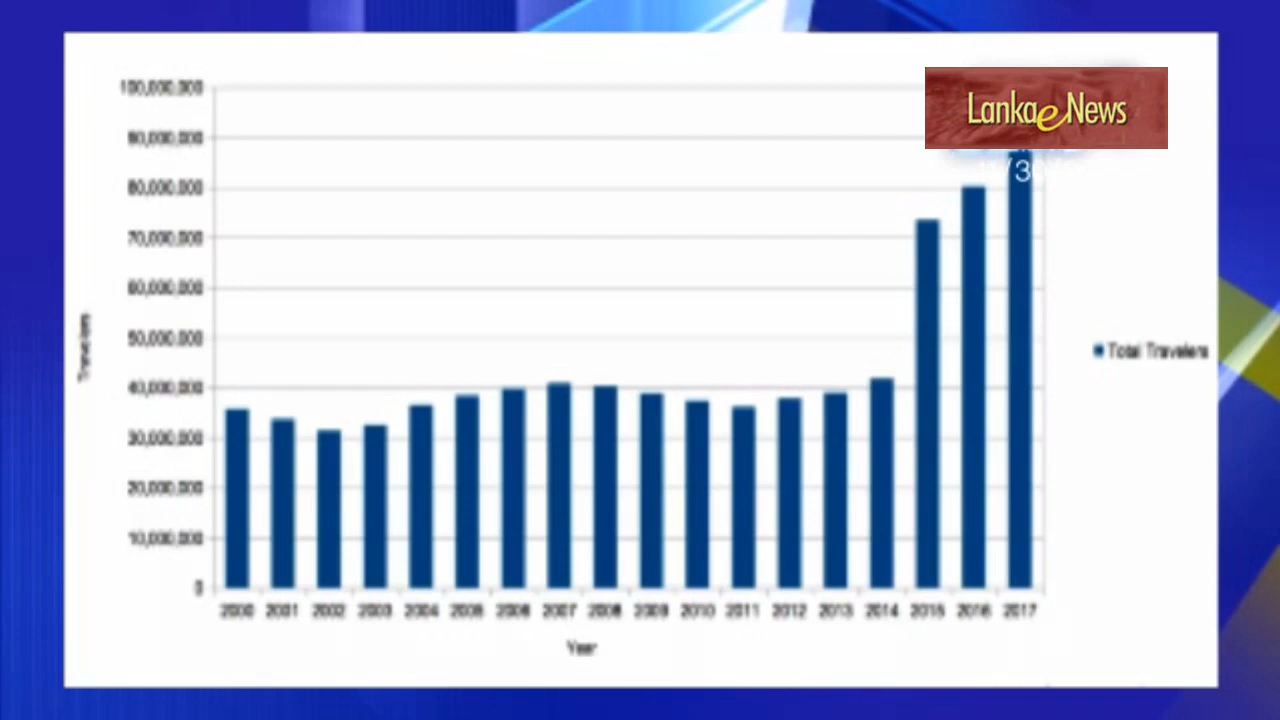 Lanka e News
100,000,000
90,000,000
80,000,000
70,000,000
60,000,000
50,000,000
40,000,000
30,000,000
20,000,000
10,000,000
0
Travelers
Total Travelers
2000 2001 2002 2003 2004 2005 2006 2007 2008 2009 2010 2011 2012 2013 2014 2015 2016 2017
Year